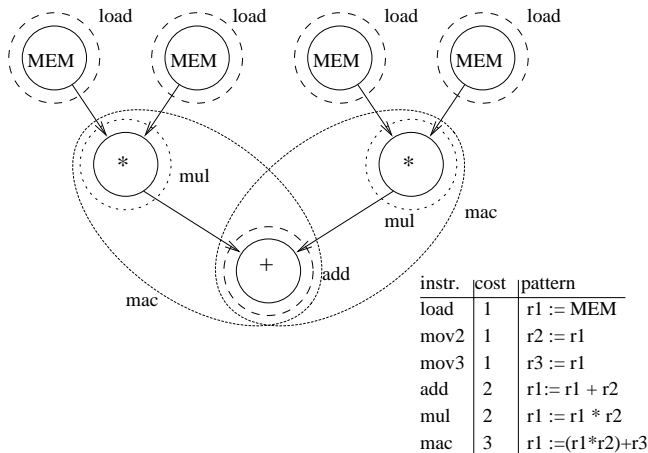 load load load load
MEM MEM MEM MEM
* *
mul mul
mac
+ add
mac
instr. cost pattern
load 1 r1 := MEM
mov2 1 r2 := r1
mov3 1 r3 := r1
add 2 r1:= r1 + r2
mul 2 r1 := r1 * r2
mac 3 r1 :=(r1*r2)+r3